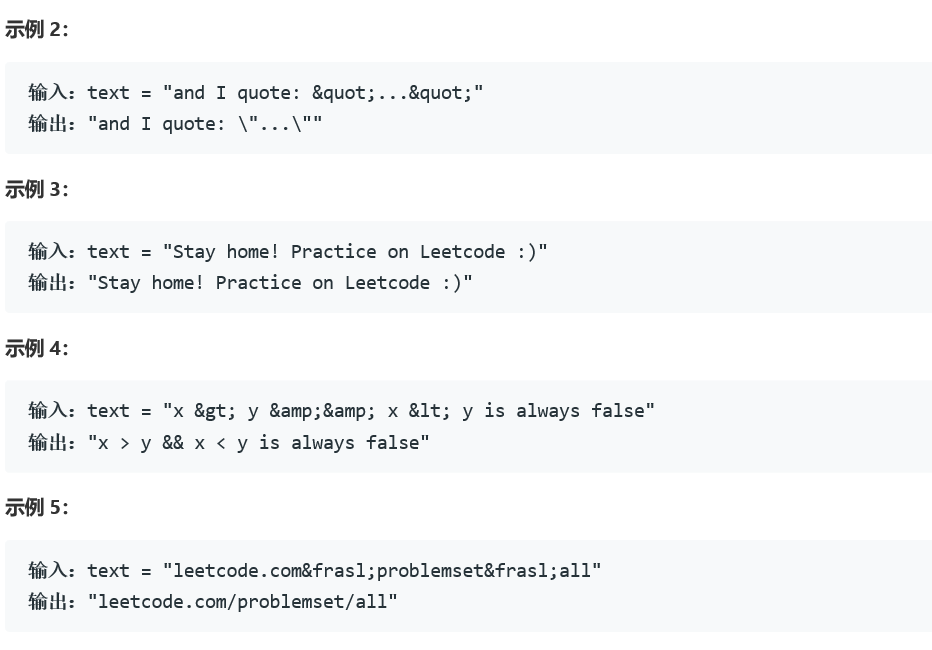 示例 2：
输入：text = "and I quote: &quot;...&quot;"
输出："and I quote: \"...\""
示例 3：
输入：text = "Stay home! Practice on Leetcode :)"
输出："Stay home! Practice on Leetcode :)"
示例 4：
输入：text = "x &gt; y &amp;&amp; x &lt; y is always false"
输出："x > y && x < y is always false"
示例 5：
输入：text = "leetcode.com&frasl;problemset&frasl;all"
输出："leetcode.com/problemset/all"